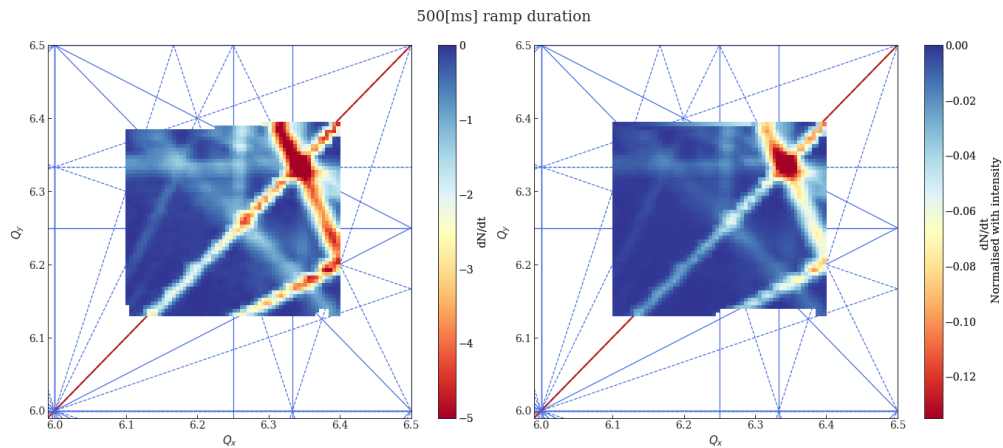 500[ms] ramp duration
6.5
6.4
6.3
6.2
6.1
6.0
Qy
6.0 6.1 6.2 6.3 6.4 6.5
Qx
0
−1
−2
−3
−4
−5
dN/dt
6.5
6.4
6.3
6.2
6.1
6.0
Qy
6.0 6.1 6.2 6.3 6.4 6.5
Qx
0.00
−0.02
−0.04
−0.06
−0.08
−0.10
−0.12
dN/dt
Normalised with intensity